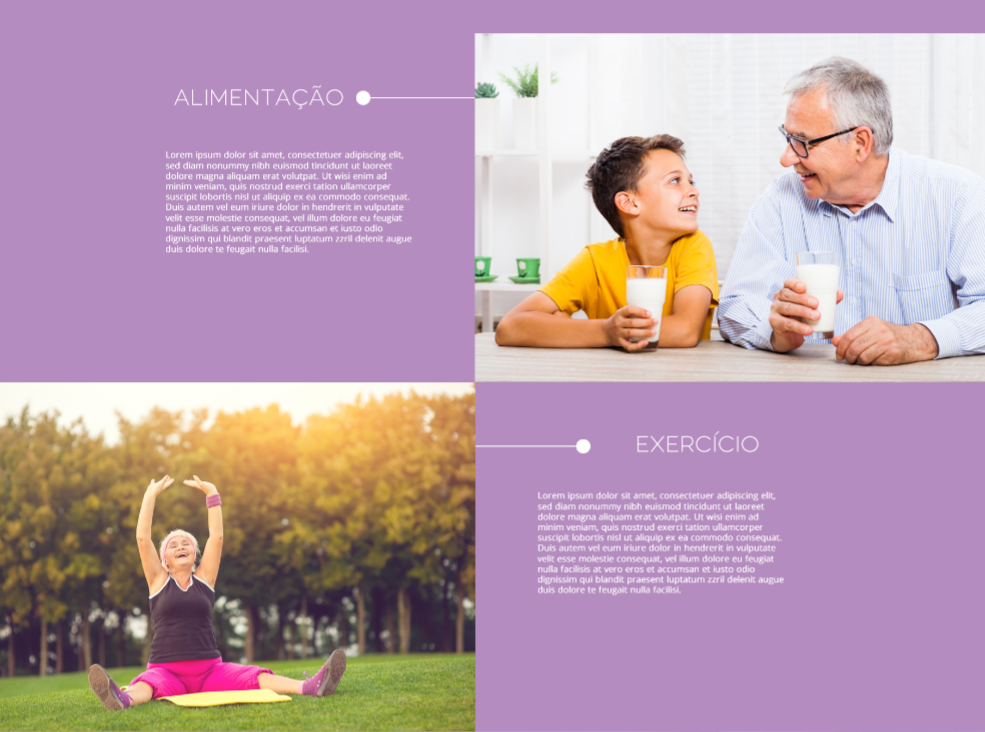 ALIMENTAÇÃO
Lorem ipsum dolor sit amet, consectetuer adipiscing elit,
sed diam nonummy nibh euismod tincidunt ut laoreet
dolore magna aliquam erat volutpat. Ut wisi enim ad
minim veniam, quis nostrud exerci tation ullamcorper
suscipit lobortis nisl ut aliquip ex ea commodo consequat.
Duis autem vel eum iriure dolor in hendrerit in vulputate
velit esse molestie consequat, vel illum dolore eu feugiat
nulla facilisis at vero eros et accumsan et iusto odio
dignissim qui blandit praesent luptatum zzril delenit augue
duis dolore te feugait nulla facilisi.
EXERCÍCIO
Lorem ipsum dolor sit amet, consectetuer adipiscing elit,
sed diam nonummy nibh euismod tincidunt ut laoreet
dolore magna aliquam erat volutpat. Ut wisi enim ad
minim veniam, quis nostrud exerci tation ullamcorper
suscipit lobortis nisl ut aliquip ex ea commodo consequat.
Duis autem vel eum iriure dolor in hendrerit in vulputate
velit esse molestie consequat, vel illum dolore eu feugiat
nulla facilisis at vero eros et accumsan et iusto odio
dignissim qui blandit praesent luptatum zzril delenit augue
duis dolore te feugait nulla facilisi.